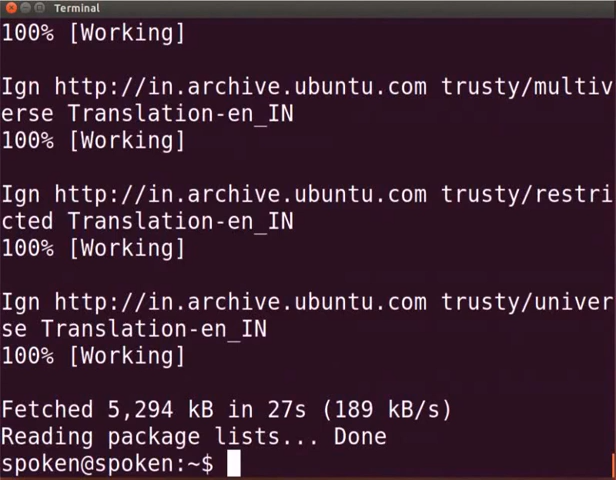 Terminal
100% [Working]
Ign http://in.archive.ubuntu.com trusty/multiv
erse Translation-en_IN
100% [Working]
Ign http://in.archive.ubuntu.com trusty/restri
cted Translation-en_IN
100% [Working]
Ign http://in.archive.ubuntu.com trusty/univer
se Translation-en_IN
100% [Working]
Fetched 5,294 kB in 27s (189 kB/s)
Reading package lists... Done
spoken@spoken:~$